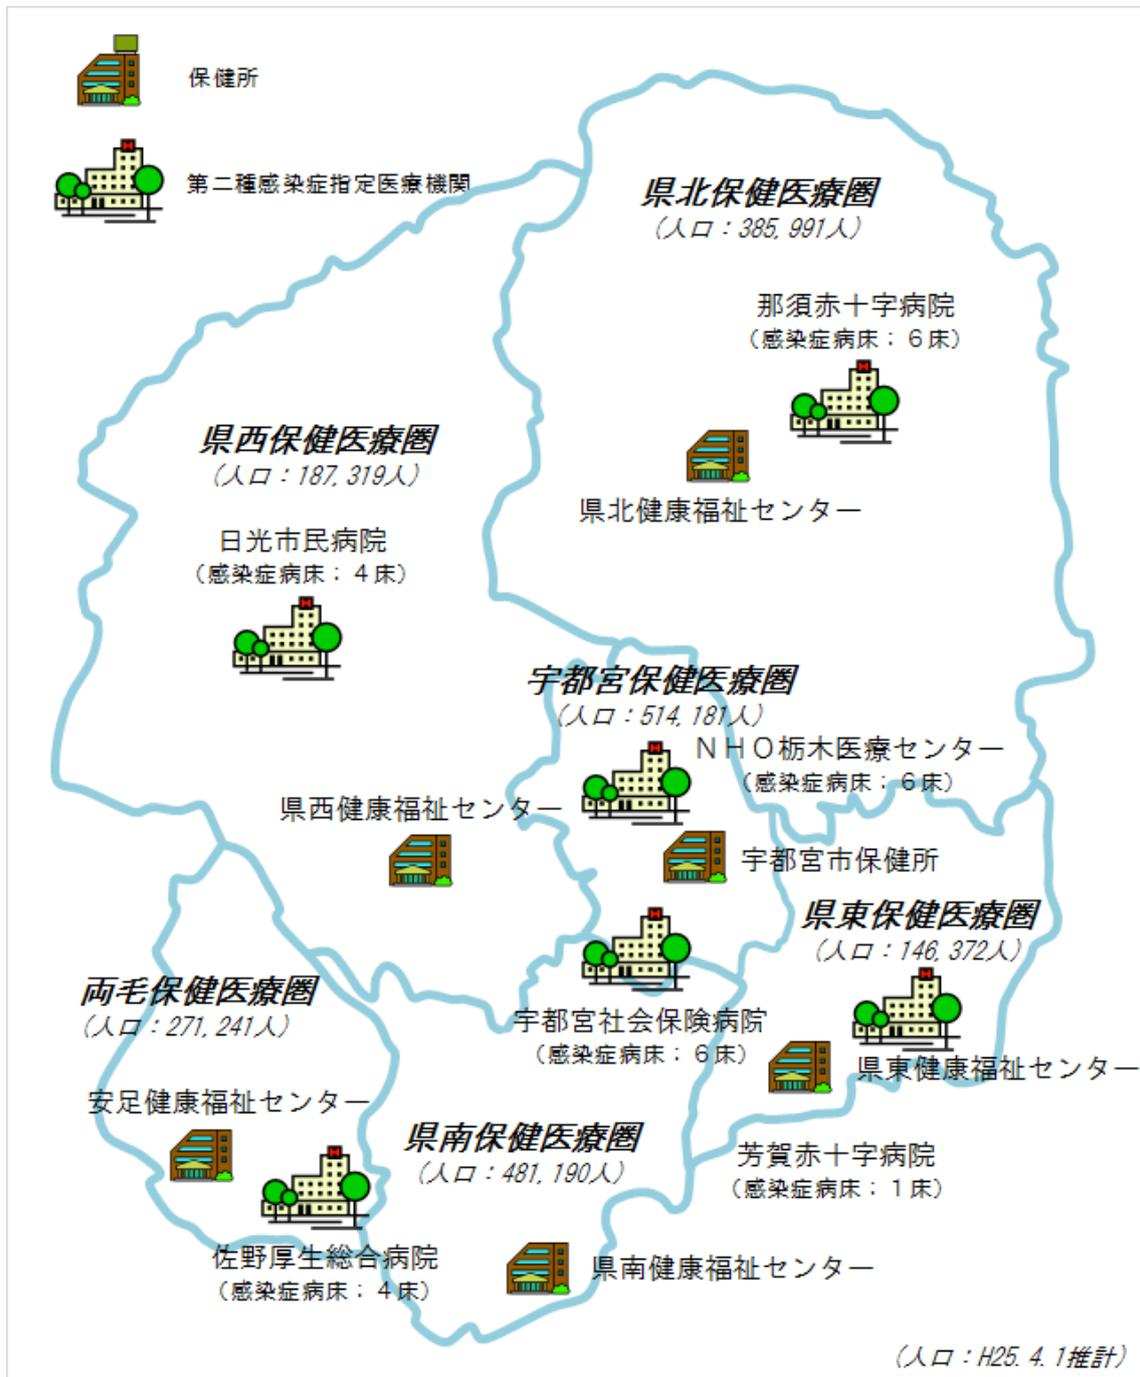 保健所
第二種感染症指定医療機関
県北保健医療圏
(人口：385,991人)
那須赤十字病院
（感染症病床：６床）
県北健康福祉センター
県西保健医療圏
(人口：187,319人)
日光市民病院
（感染症病床：４床）
宇都宮保健医療圏
(人口：514,181人)
ＮＨＯ栃木医療センター
（感染症病床：６床）
県西健康福祉センター
宇都宮市保健所
県東保健医療圏
(人口：146,372人)
両毛保健医療圏
(人口：271,241人)
宇都宮社会保険病院
（感染症病床：６床）
県東健康福祉センター
安足健康福祉センター
県南保健医療圏
(人口：481,190人)
芳賀赤十字病院
（感染症病床：１床）
佐野厚生総合病院
（感染症病床：４床）
県南健康福祉センター
(人口：H25.4.1推計)